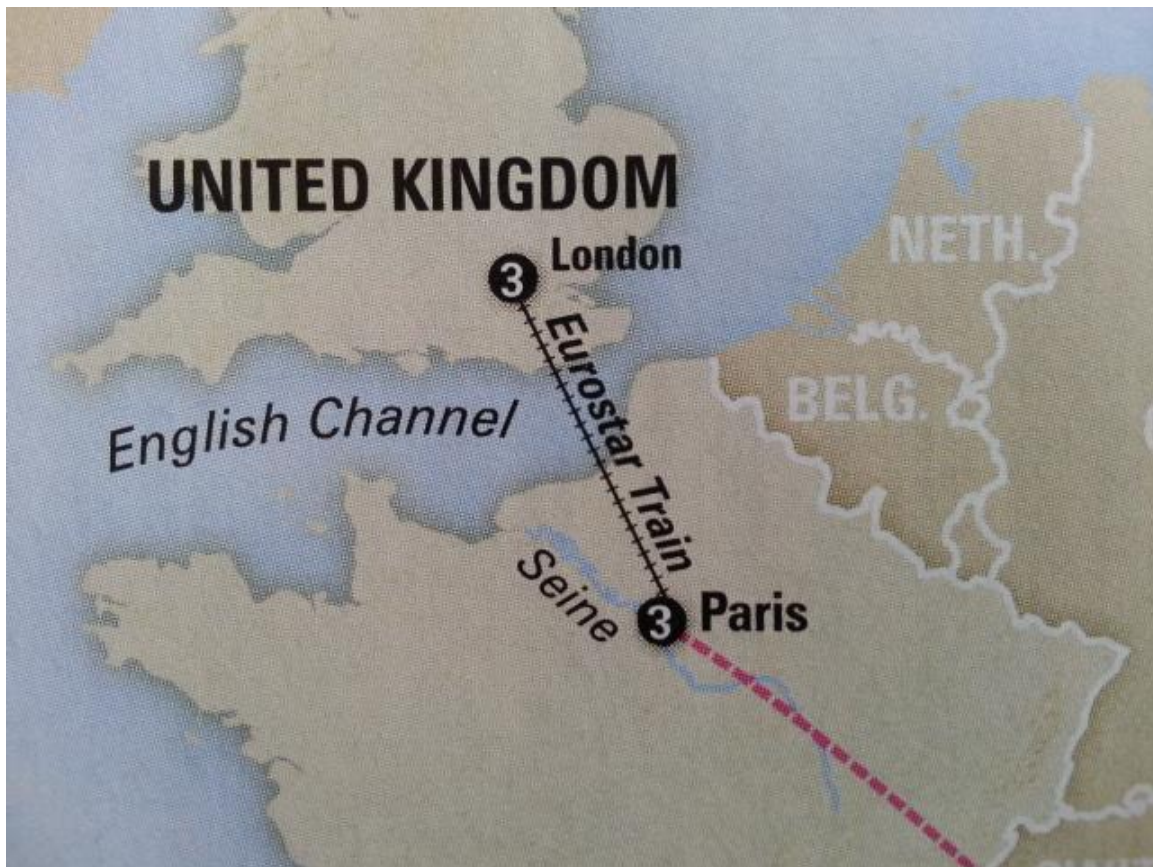 UNITED KINGDOM
NETH.
3 London
Eurostar Train
BELG.
English Channel
Seine
3 Paris